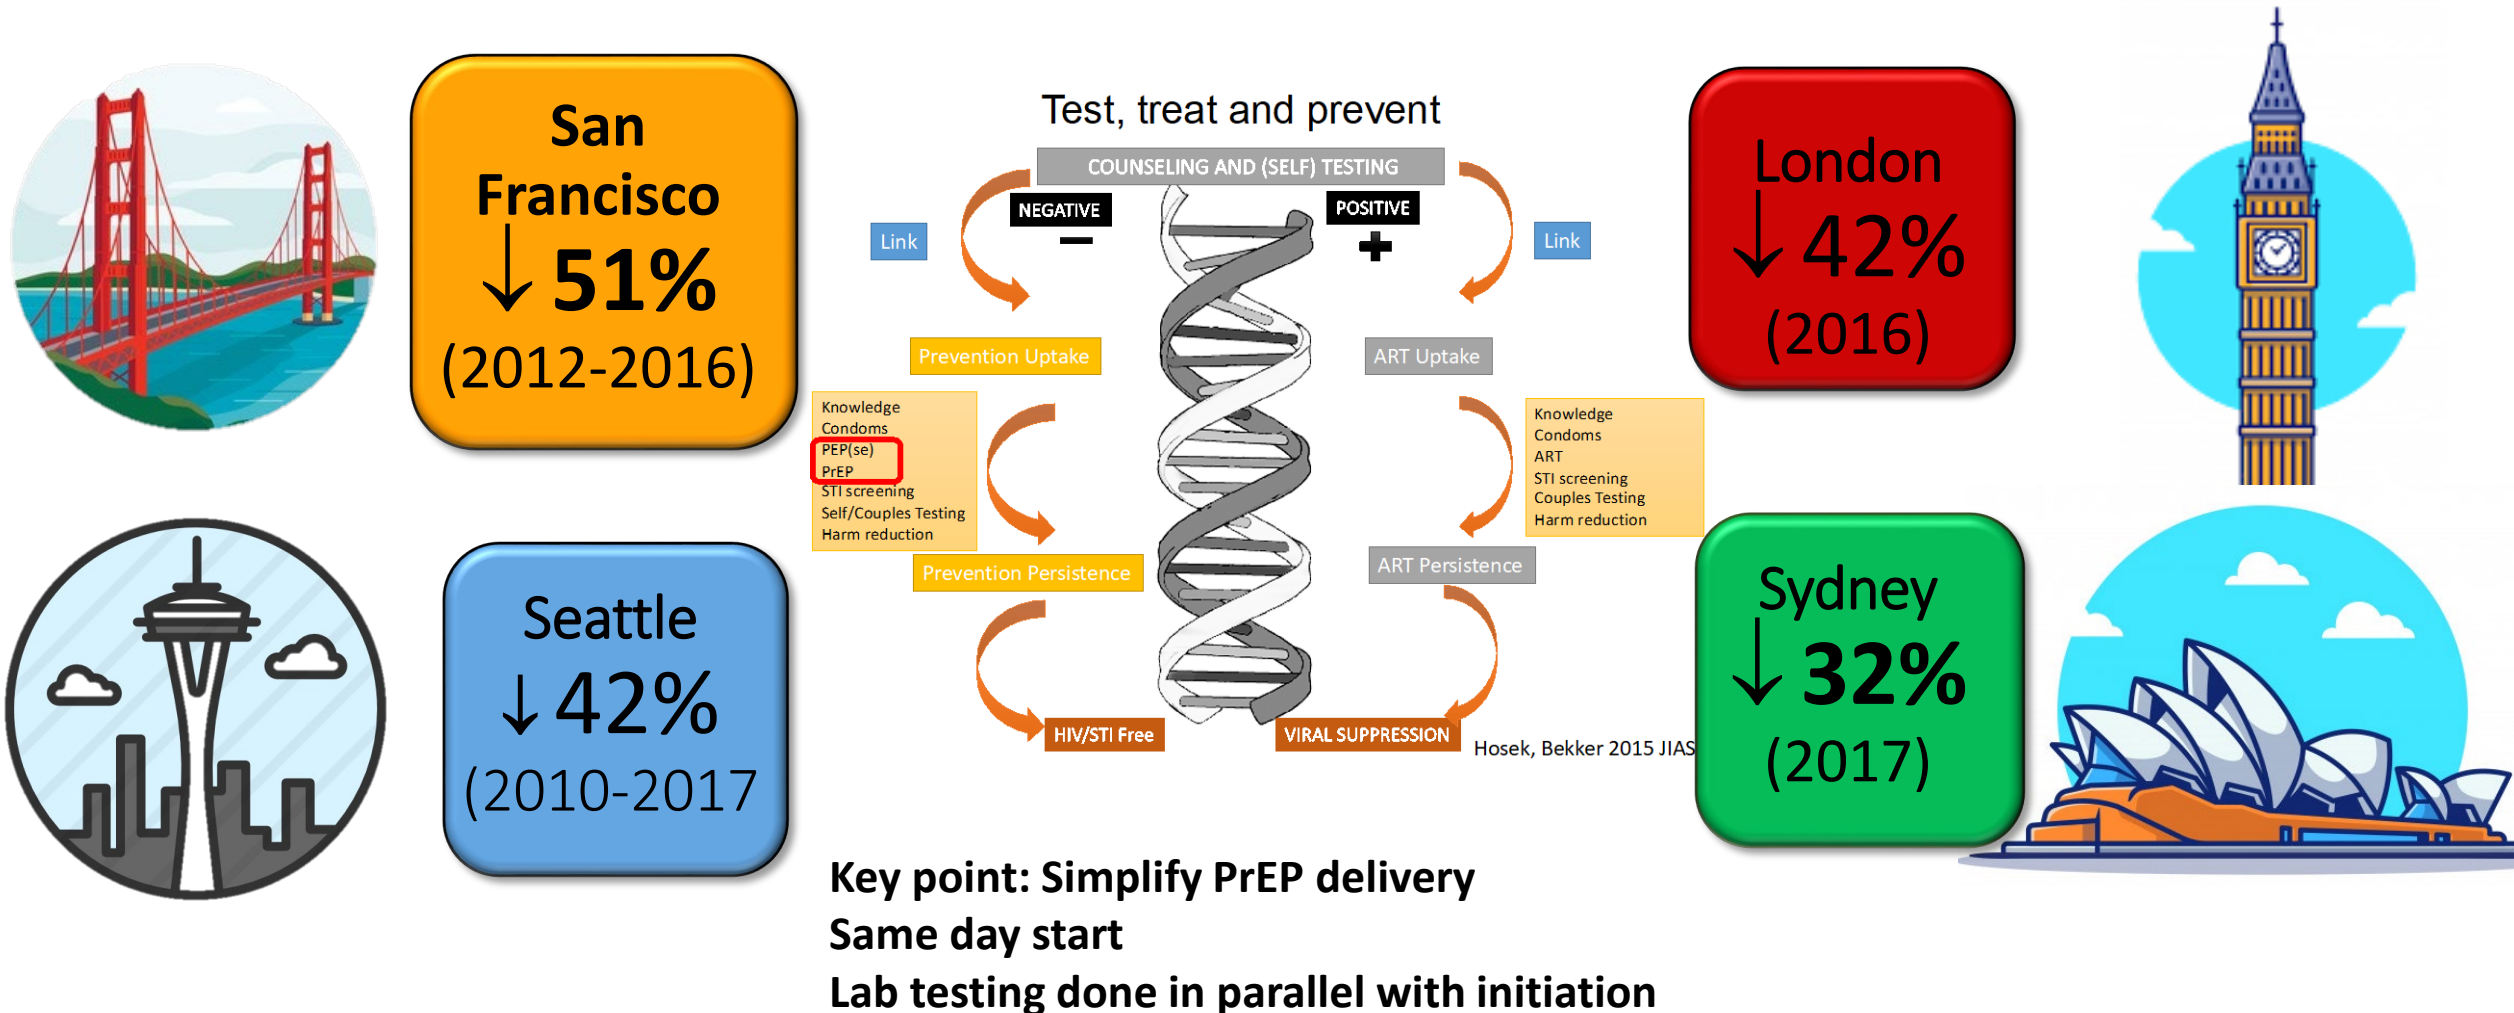 San
Francisco
↓ 51%
(2012-2016)
Seattle
↓ 42%
(2010-2017
Test, treat and prevent
COUNSELING AND (SELF) TESTING
NEGATIVE
−
POSITIVE
+
Link
Link
Prevention Uptake
ART Uptake
Knowledge
Condoms
PEP(se)
PrEP
STI screening
Self/Couples Testing
Harm reduction
Knowledge
Condoms
ART
STI screening
Couples Testing
Harm reduction
Prevention Persistence
ART Persistence
HIV/STI Free
VIRAL SUPPRESSION
Hosek, Bekker 2015 JIAS
London
↓ 42%
(2016)
Sydney
↓ 32%
(2017)
Key point: Simplify PrEP delivery
Same day start
Lab testing done in parallel with initiation